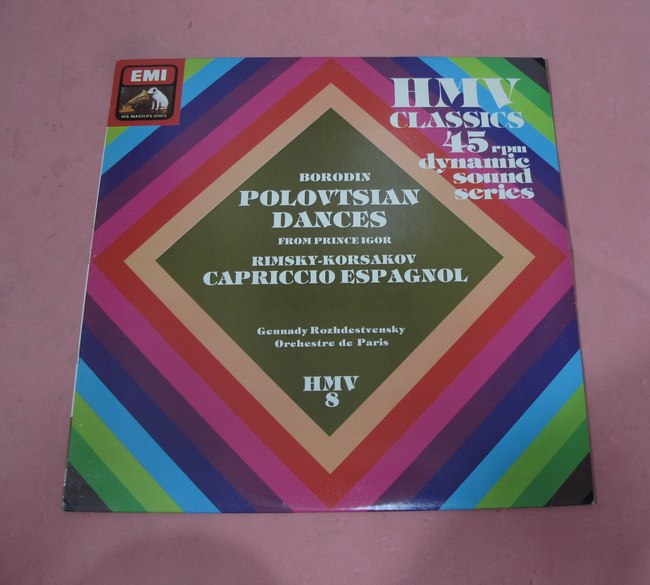 EMI
HIS MASTER'S VOICE
HMV
CLASSICS
45 rpm
dynamic
sound
series
BORODIN
POLOVTSIAN
DANCES
FROM PRINCE IGOR
RIMSKY-KORSAKOV
CAPRICCIO ESPAGNOL
Gennady Rozhdestvensky
Orchestre de Paris
HMV
8